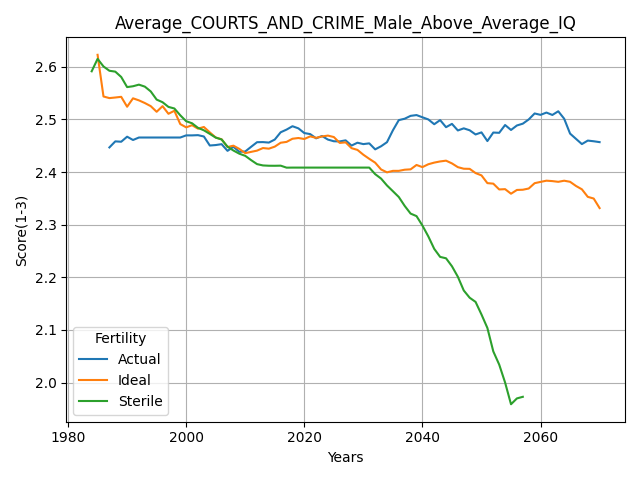 Average_COURTS_AND_CRIME_Male_Above_Average_IQ
Score(1-3)
2.6
2.5
2.4
2.3
2.2
2.1
2.0
Fertility
Actual
Ideal
Sterile
1980 2000 2020 2040 2060
Years